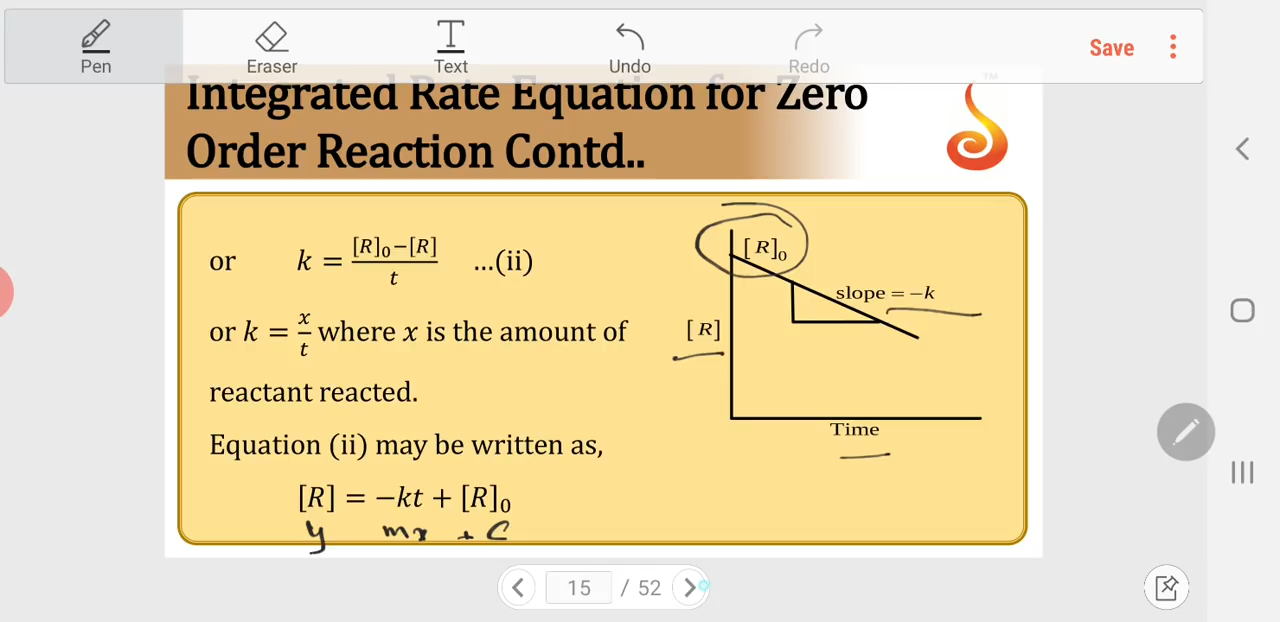 Pen
Eraser
Text
Undo
Redo
Save
Integrated Rate Equation for Zero
Order Reaction Contd..
™
or k = [R]₀−[R] / t …(ii)
or k = x / t where x is the amount of
reactant reacted.
Equation (ii) may be written as,
[R] = −kt + [R]₀
y mx + C
[R]₀
slope = −k
[R]
Time
15 / 52